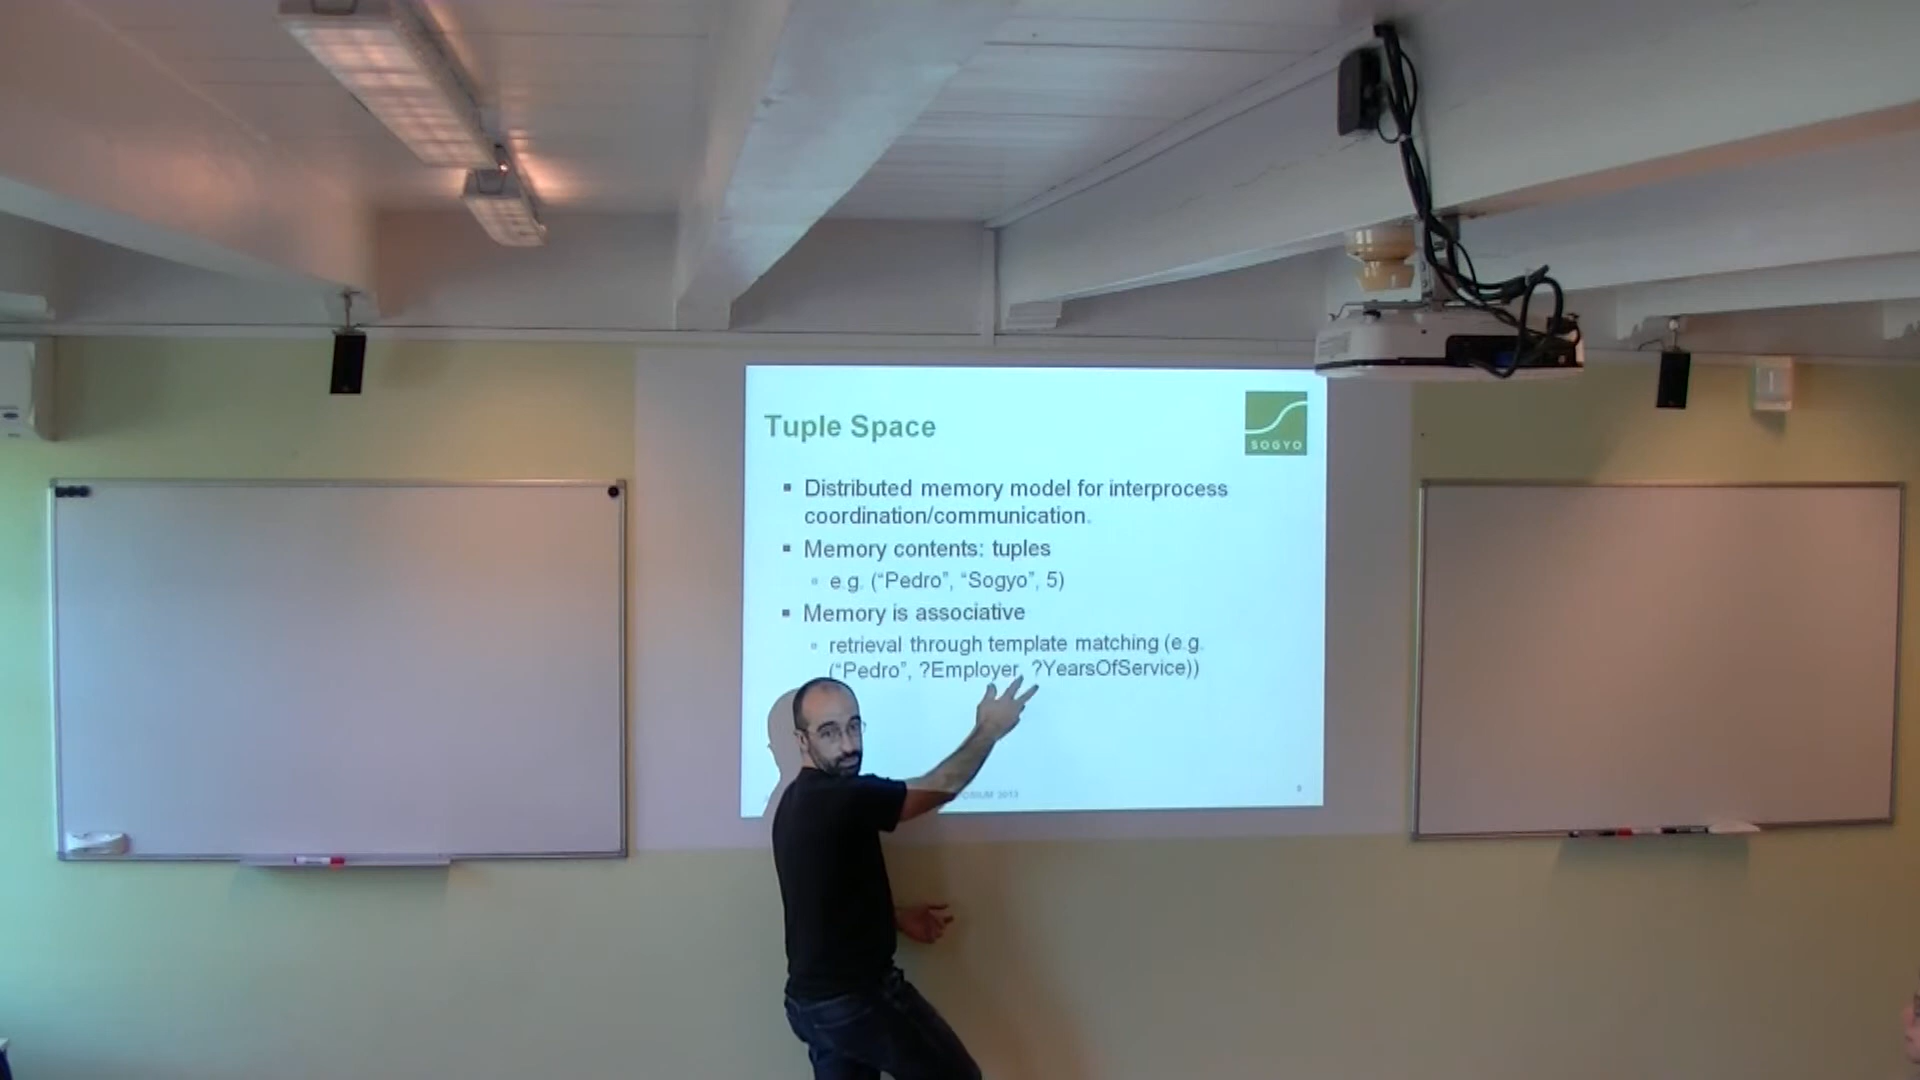 Tuple Space
SOGYO
Distributed memory model for interprocess
coordination/communication.
Memory contents: tuples
e.g. (“Pedro”, “Sogyo”, 5)
Memory is associative
retrieval through template matching (e.g.
(“Pedro”, ?Employer, ?YearsOfService))
2013